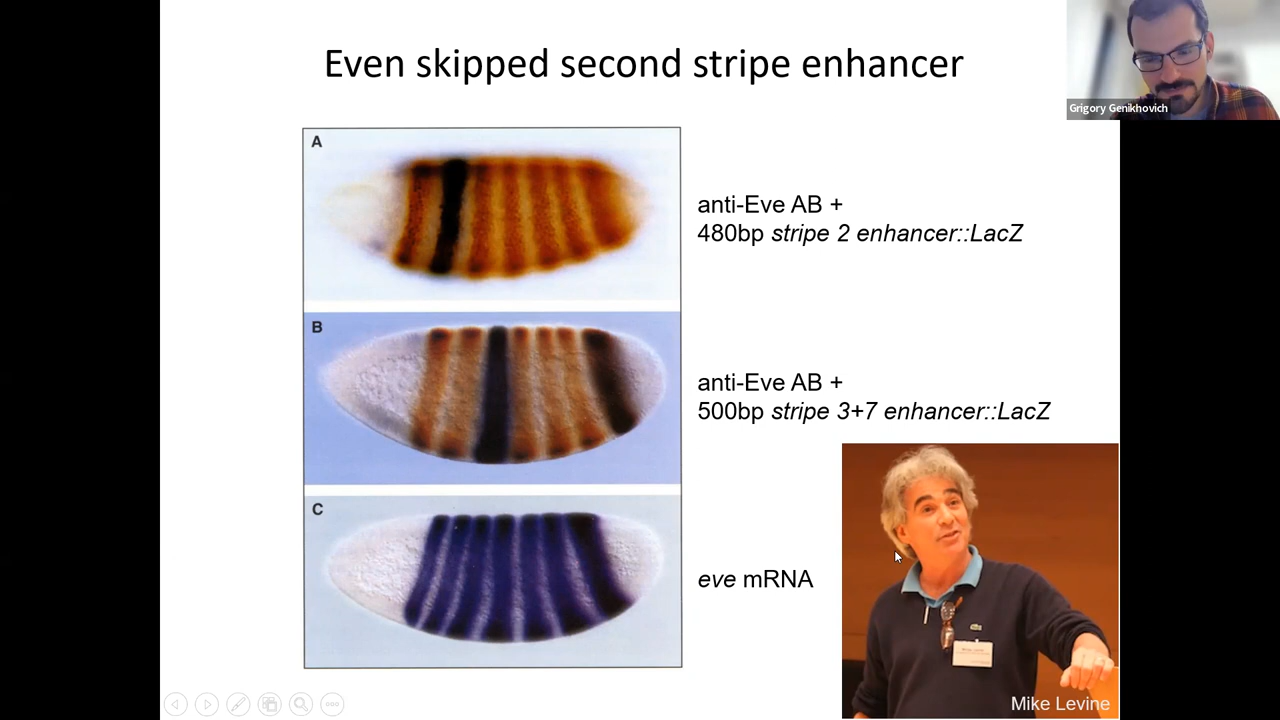 Even skipped second stripe enhancer
Grigory Genikhovich
A
anti-Eve AB +
480bp stripe 2 enhancer::LacZ
B
anti-Eve AB +
500bp stripe 3+7 enhancer::LacZ
C
eve mRNA
Mike Levine